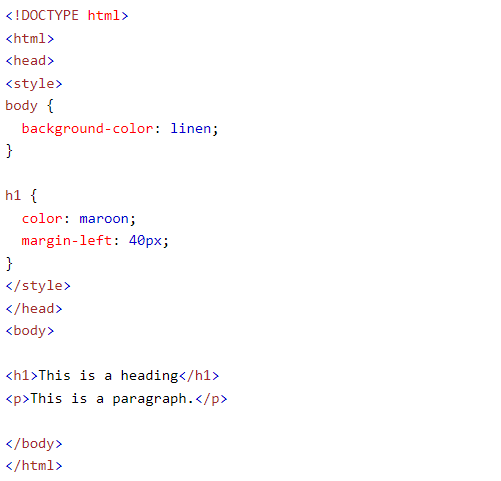 <!DOCTYPE html>
<html>
<head>
<style>
body {
  background-color: linen;
}

h1 {
  color: maroon;
  margin-left: 40px;
}
</style>
</head>
<body>

<h1>This is a heading</h1>
<p>This is a paragraph.</p>

</body>
</html>